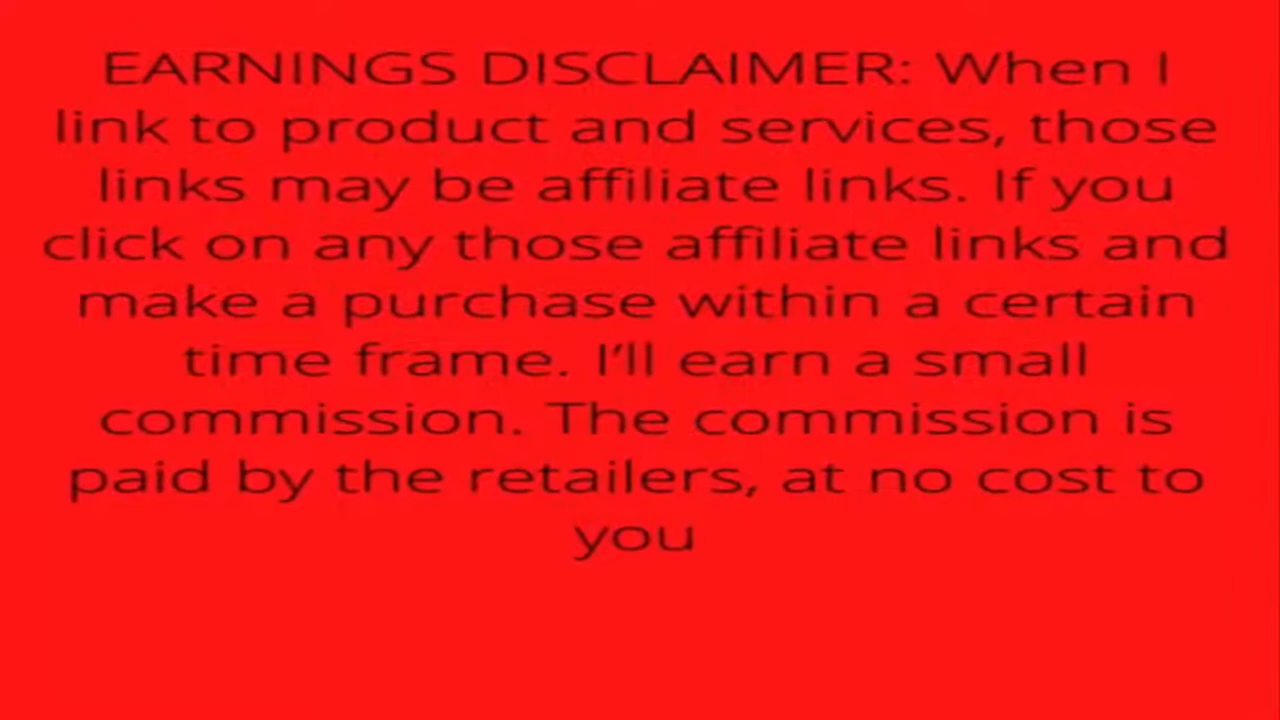 EARNINGS DISCLAIMER: When I
link to product and services, those
links may be affiliate links. If you
click on any those affiliate links and
make a purchase within a certain
time frame. I’ll earn a small
commission. The commission is
paid by the retailers, at no cost to
you